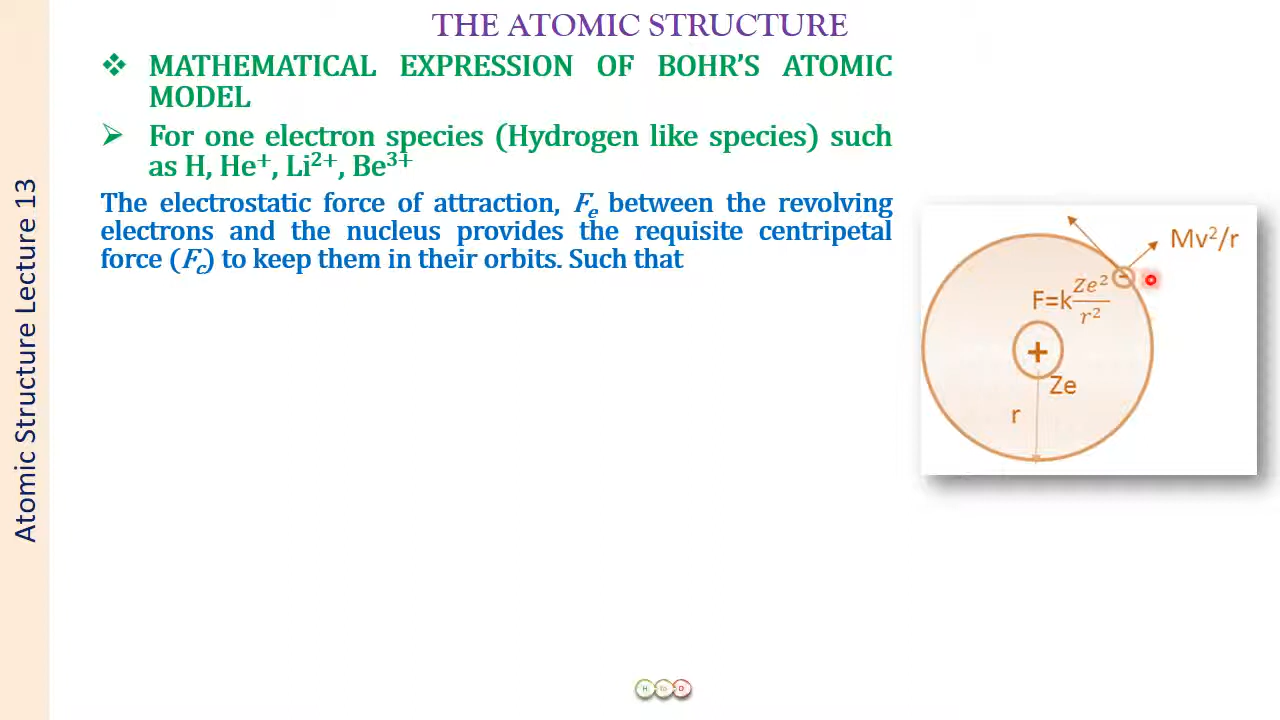 THE ATOMIC STRUCTURE
❖ MATHEMATICAL EXPRESSION OF BOHR'S ATOMIC
MODEL
➢ For one electron species (Hydrogen like species) such
as H, He⁺, Li²⁺, Be³⁺
The electrostatic force of attraction, Fₑ between the revolving
electrons and the nucleus provides the requisite centripetal
force (F꜀) to keep them in their orbits. Such that
Atomic Structure Lecture 13
Mv²/r
-
F=k Ze²/r²
+
Ze
r
H to D